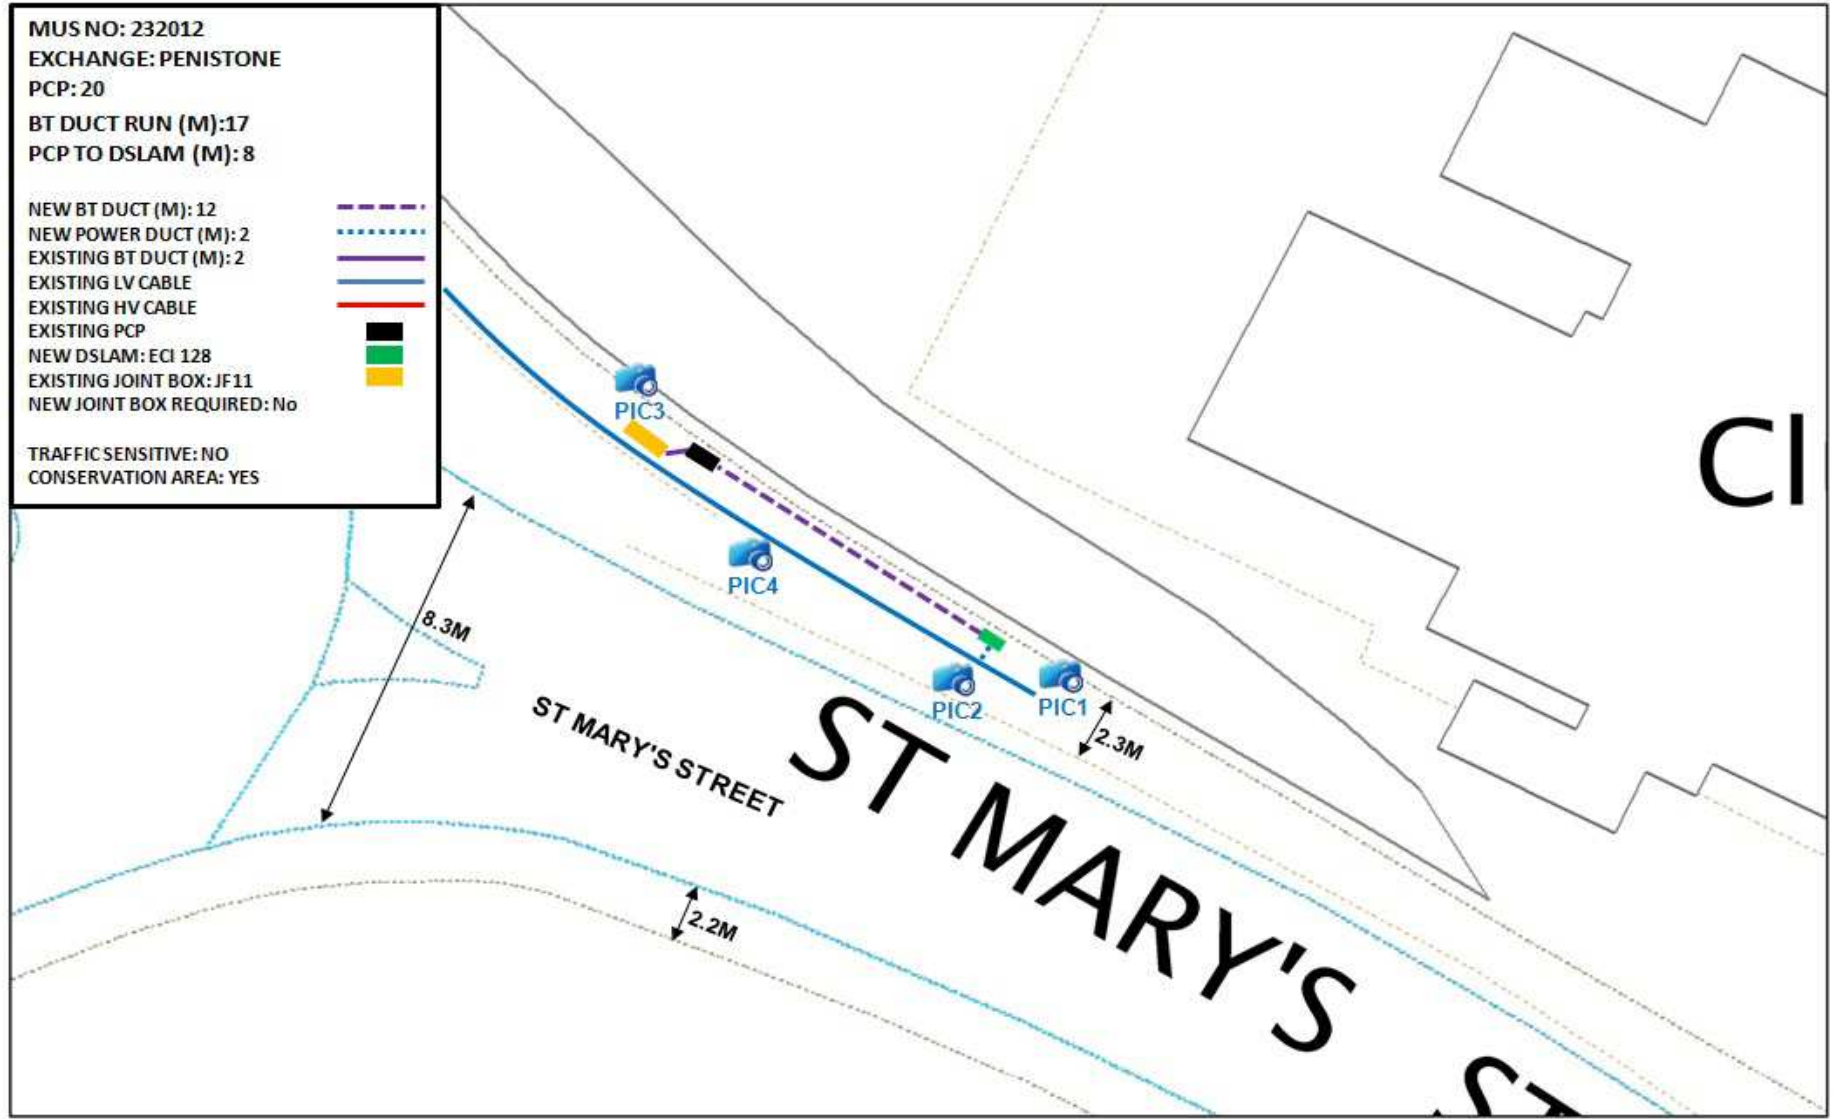 MUS NO: 232012
EXCHANGE: PENISTONE
PCP: 20
BT DUCT RUN (M):17
PCP TO DSLAM (M): 8
NEW BT DUCT (M): 12
NEW POWER DUCT (M): 2
EXISTING BT DUCT (M): 2
EXISTING LV CABLE
EXISTING HV CABLE
EXISTING PCP
NEW DSLAM: ECI 128
EXISTING JOINT BOX: JF11
NEW JOINT BOX REQUIRED: No
TRAFFIC SENSITIVE: NO
CONSERVATION AREA: YES
PIC3
Cl
PIC4
8.3M
PIC2
PIC1
2.3M
ST MARY'S STREET
ST MARY'S ST
2.2M